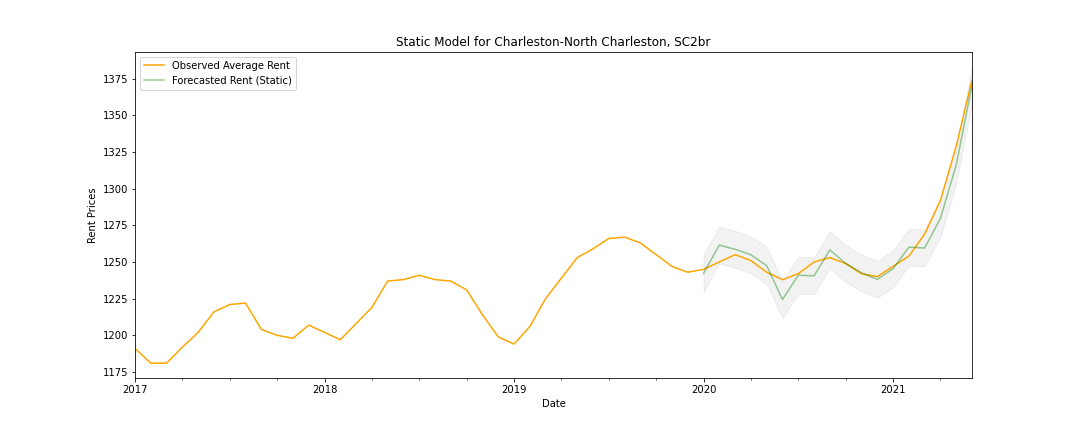 Static Model for Charleston-North Charleston, SC2br
Observed Average Rent
Forecasted Rent (Static)
1375
1350
1325
1300
1275
1250
1225
1200
1175
Rent Prices
2017 2018 2019 2020 2021
Date